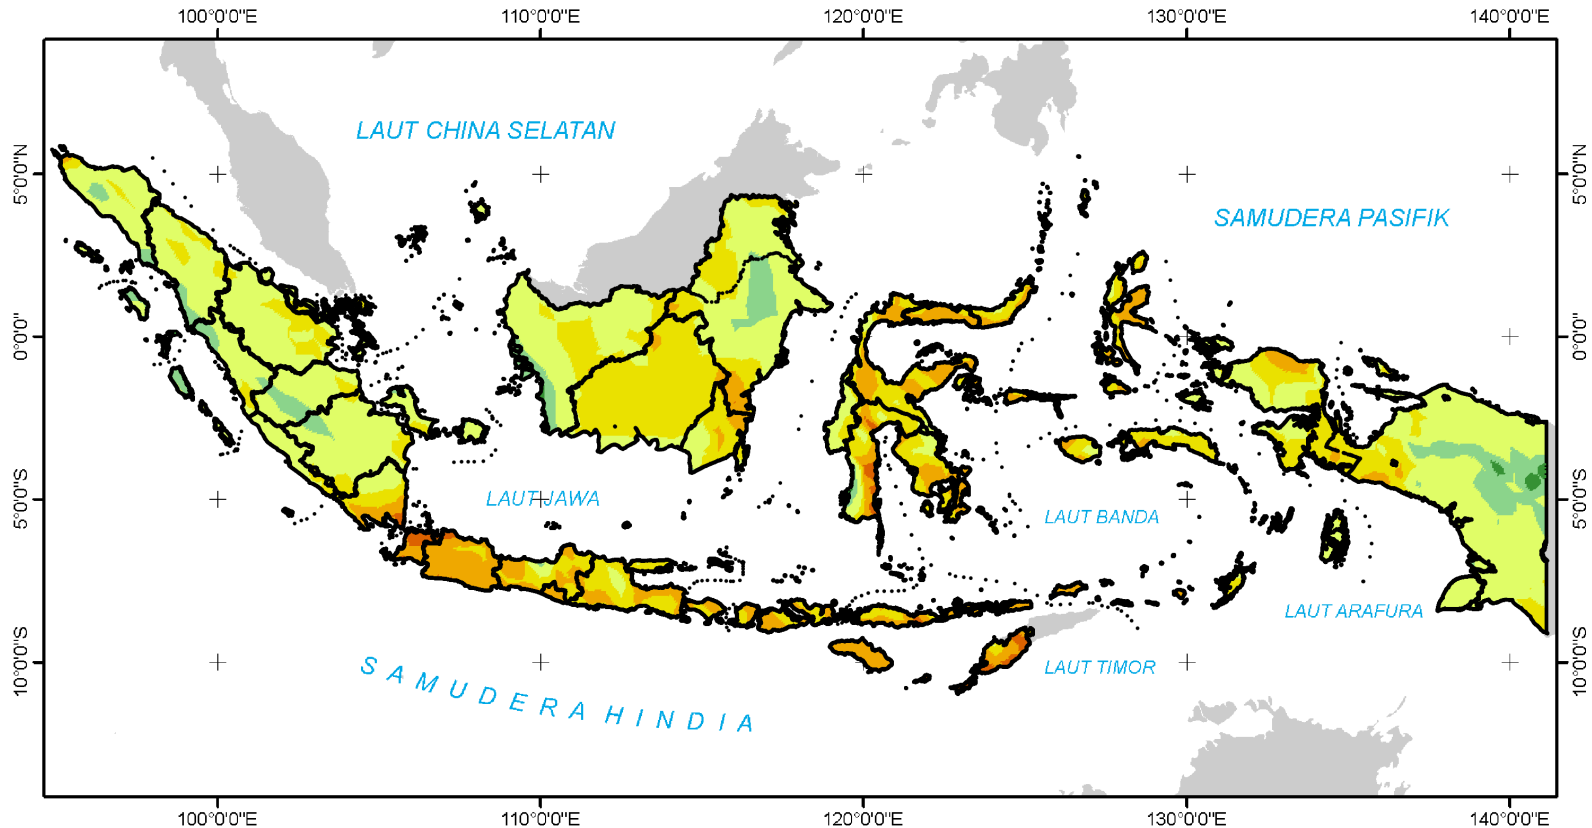 100°0'0"E 110°0'0"E 120°0'0"E 130°0'0"E 140°0'0"E
LAUT CHINA SELATAN
5°0'0"N 5°0'0"N
SAMUDERA PASIFIK
0°0'0" 0°0'0"
LAUT JAWA
5°0'0"S 5°0'0"S
LAUT BANDA
LAUT ARAFURA
10°0'0"S 10°0'0"S
LAUT TIMOR
SAMUDERA HINDIA
100°0'0"E 110°0'0"E 120°0'0"E 130°0'0"E 140°0'0"E